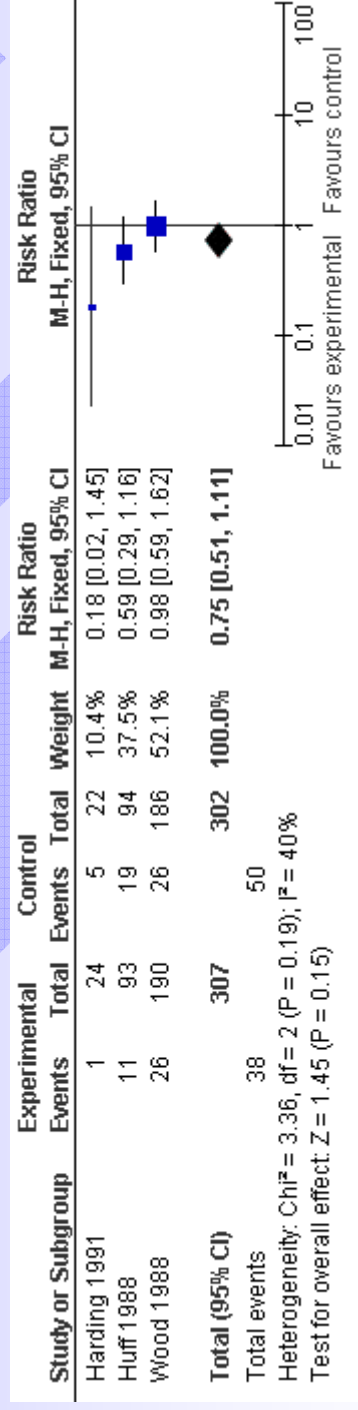 Experimental Control Risk Ratio Risk Ratio
Study or Subgroup Events Total Events Total Weight M-H, Fixed, 95% CI M-H, Fixed, 95% CI
Harding 1991 1 24 5 22 10.4% 0.18 [0.02, 1.45]
Huff 1988 11 93 19 94 37.5% 0.59 [0.29, 1.16]
Wood 1988 26 190 26 186 52.1% 0.98 [0.59, 1.62]
Total (95% CI) 307 302 100.0% 0.75 [0.51, 1.11]
Total events 38 50
Heterogeneity: Chi² = 3.36, df = 2 (P = 0.19); I² = 40%
Test for overall effect: Z = 1.45 (P = 0.15)
0.01 0.1 1 10 100
Favours experimental Favours control